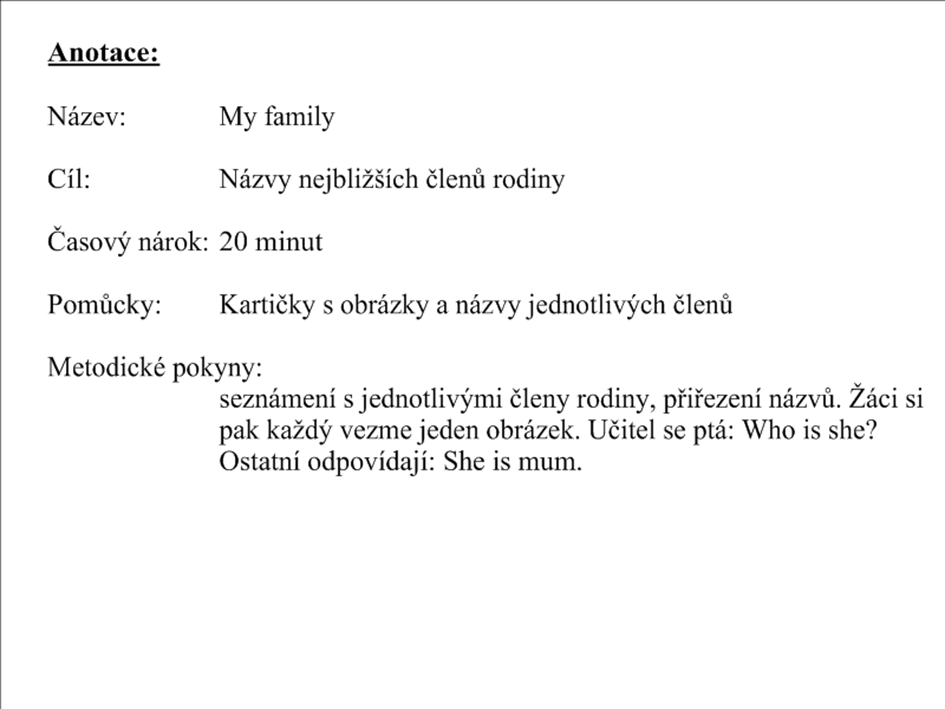 Anotace:
Název: My family
Cíl: Názvy nejbližších členů rodiny
Časový nárok: 20 minut
Pomůcky: Kartičky s obrázky a názvy jednotlivých členů
Metodické pokyny:
seznámení s jednotlivými členy rodiny, přiřezení názvů. Žáci si
pak každý vezme jeden obrázek. Učitel se ptá: Who is she?
Ostatní odpovídají: She is mum.